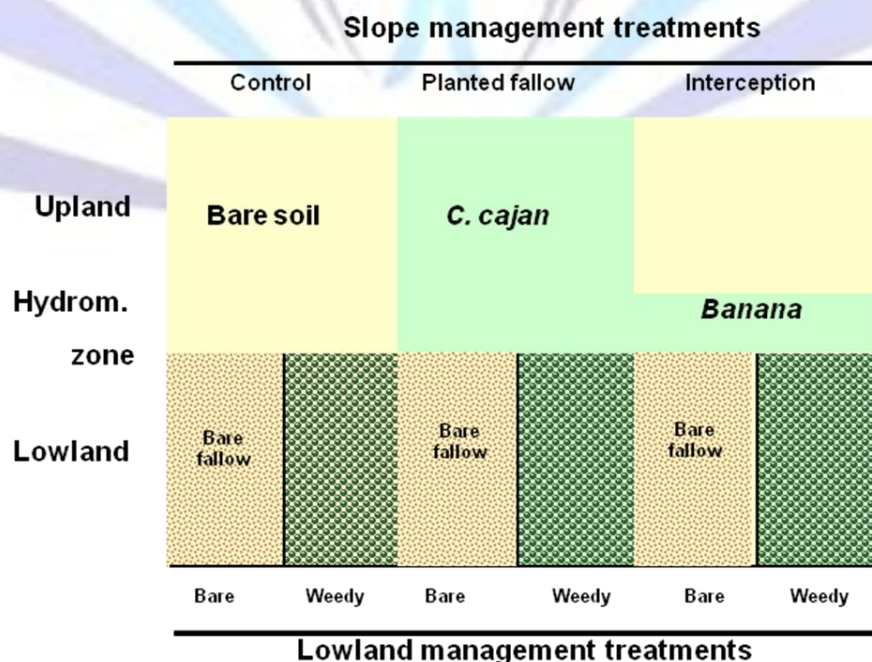 Slope management treatments
Control Planted fallow Interception
Upland Bare soil C. cajan
Hydrom. Banana
zone
Lowland
Bare Bare Bare
fallow fallow fallow
Bare Weedy Bare Weedy Bare Weedy
Lowland management treatments